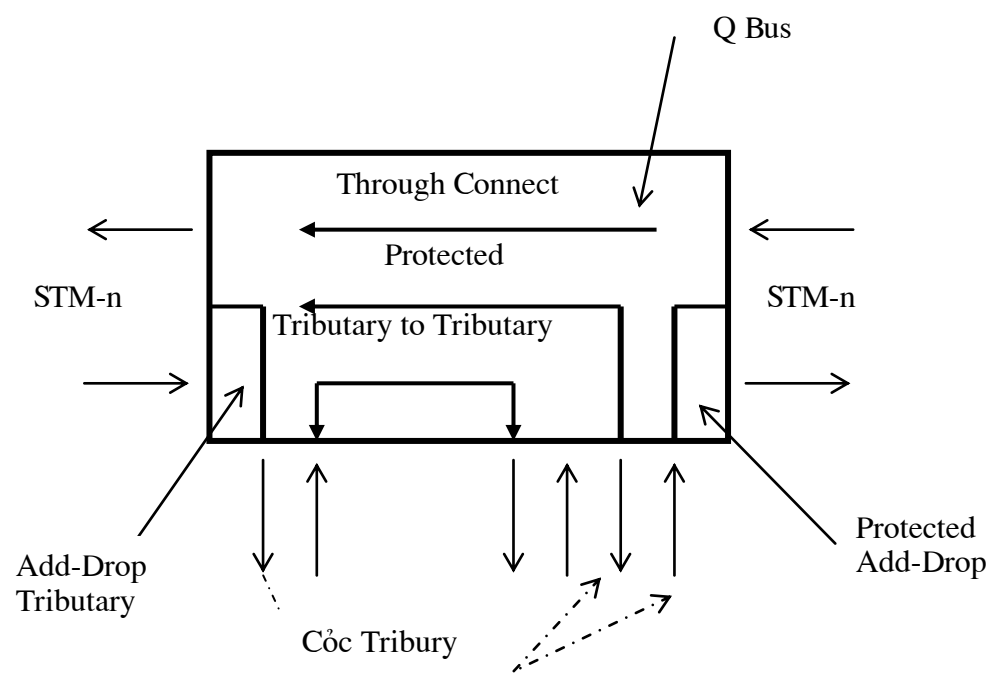 Q Bus
Through Connect
Protected
STM-n
STM-n
Tributary to Tributary
Add-Drop
Tributary
Protected
Add-Drop
Cỏc Tribury